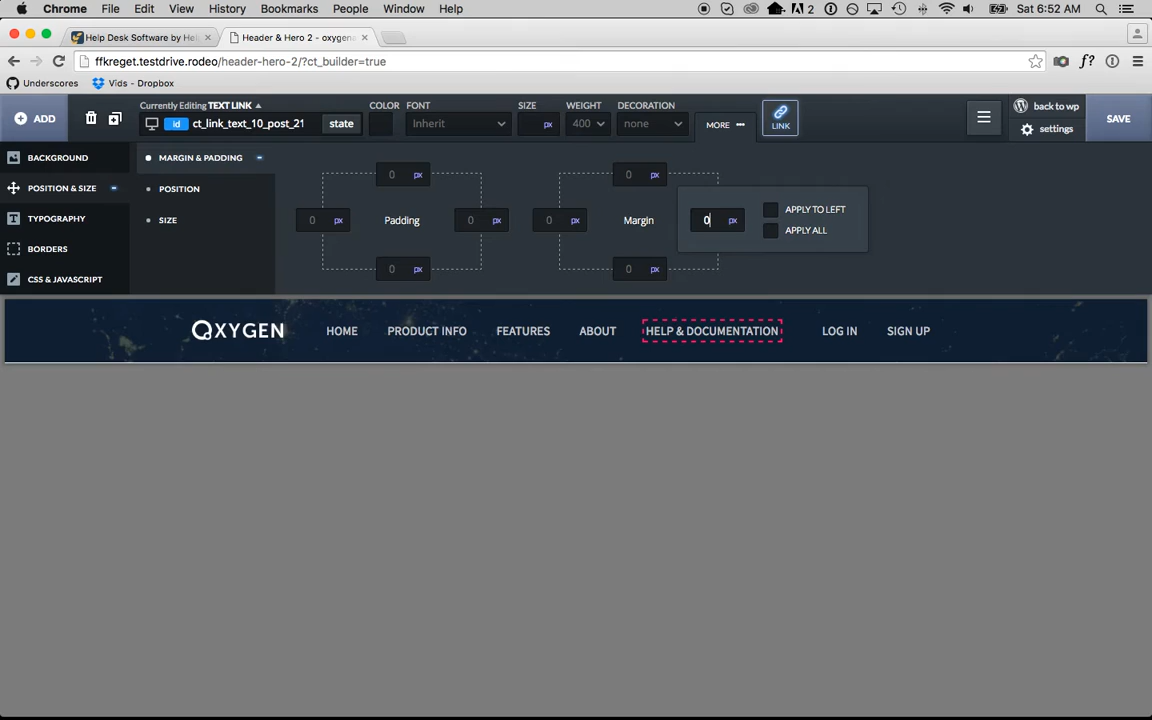 Chrome File Edit View History Bookmarks People Window Help 2 Sat 6:52 AM
Help Desk Software by Hel × Header & Hero 2 - oxygena ×
ffkreget.testdrive.rodeo/header-hero-2/?ct_builder=true
Underscores Vids - Dropbox
ADD Currently Editing TEXT LINK COLOR FONT SIZE WEIGHT DECORATION back to wp
id ct_link_text_10_post_21 state Inherit px 400 none MORE LINK settings SAVE
BACKGROUND MARGIN & PADDING
0 px 0 px
POSITION & SIZE POSITION
0 px Padding 0 px 0 px Margin 0 px APPLY TO LEFT
TYPOGRAPHY SIZE APPLY ALL
BORDERS
0 px 0 px
CSS & JAVASCRIPT
OXYGEN HOME PRODUCT INFO FEATURES ABOUT HELP & DOCUMENTATION LOG IN SIGN UP